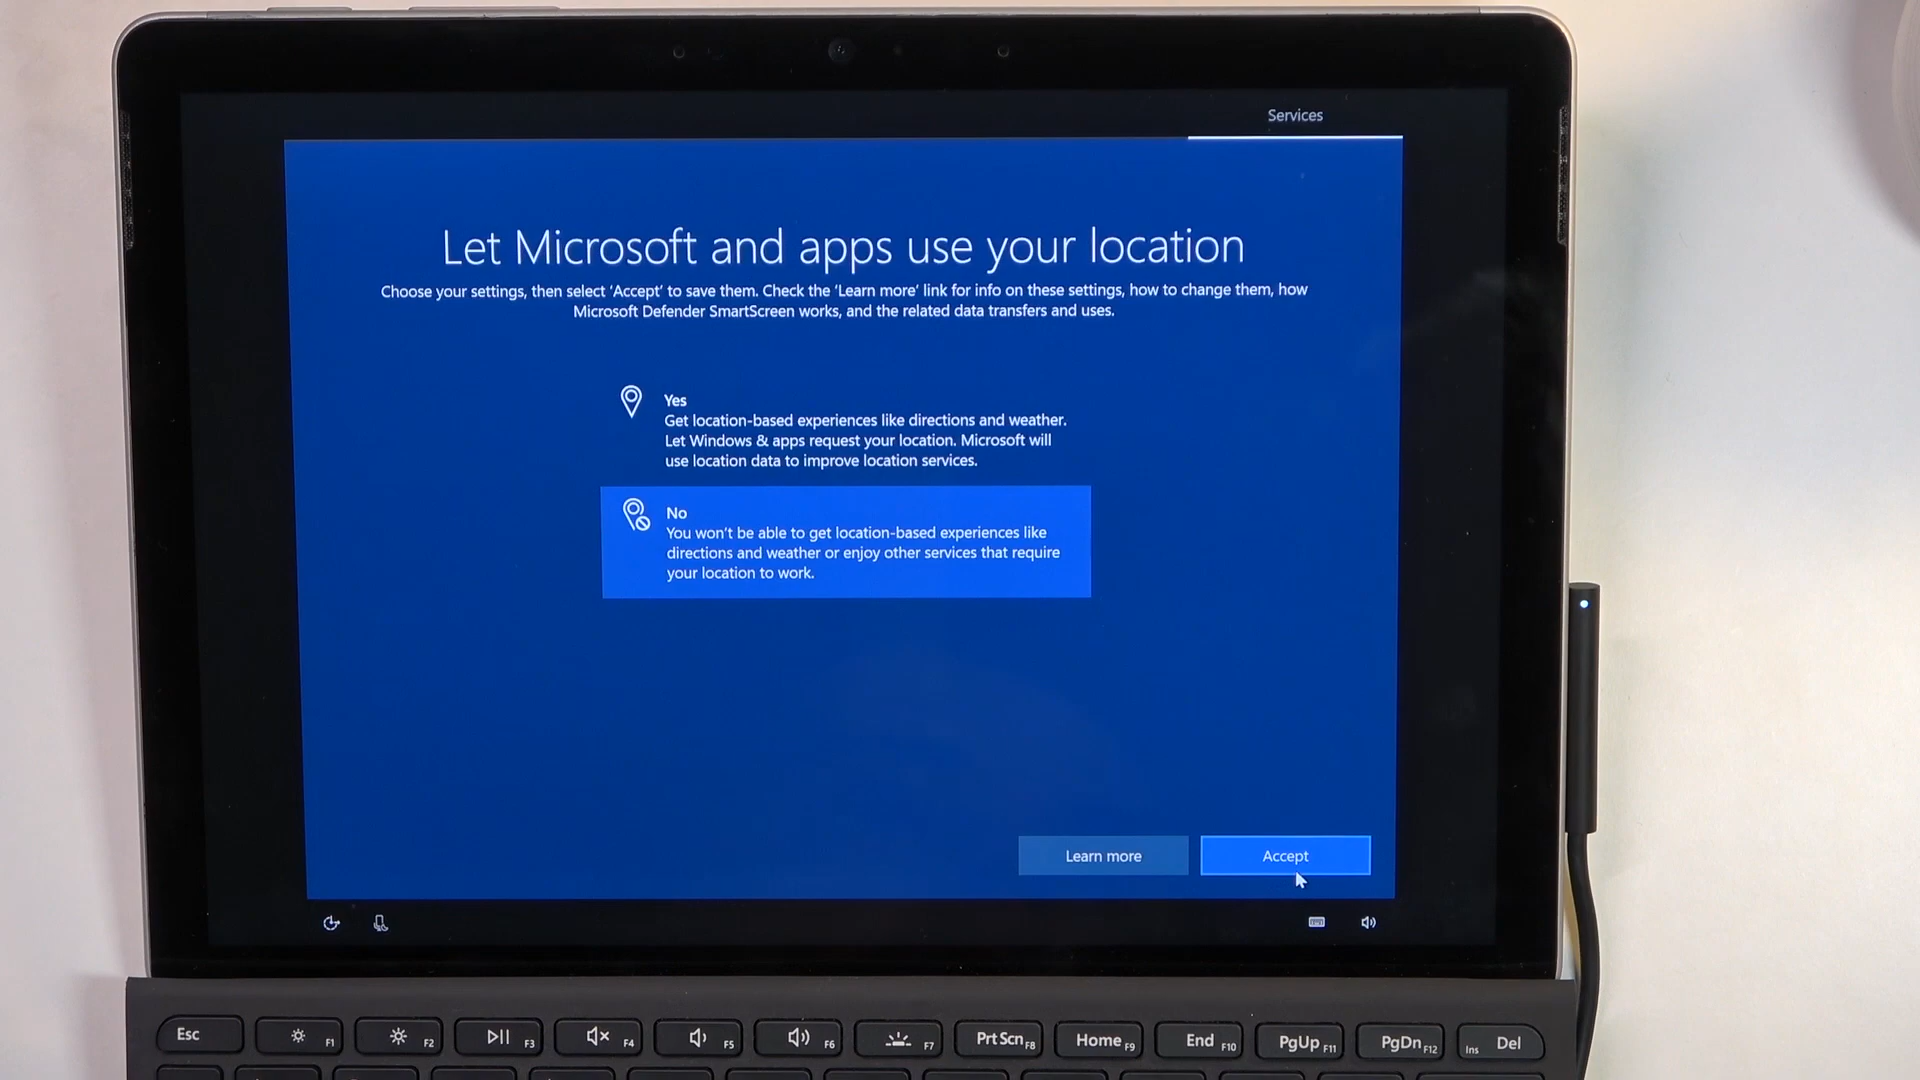 Services
Let Microsoft and apps use your location
Choose your settings, then select 'Accept' to save them. Check the 'Learn more' link for info on these settings, how to change them, how
Microsoft Defender SmartScreen works, and the related data transfers and uses.
Yes
Get location-based experiences like directions and weather.
Let Windows & apps request your location. Microsoft will
use location data to improve location services.
No
You won't be able to get location-based experiences like
directions and weather or enjoy other services that require
your location to work.
Learn more
Accept
Esc F1 F2 F3 F4 F5 F6 F7 Prt Scn F8 Home F9 End F10 PgUp F11 PgDn F12 Ins Del